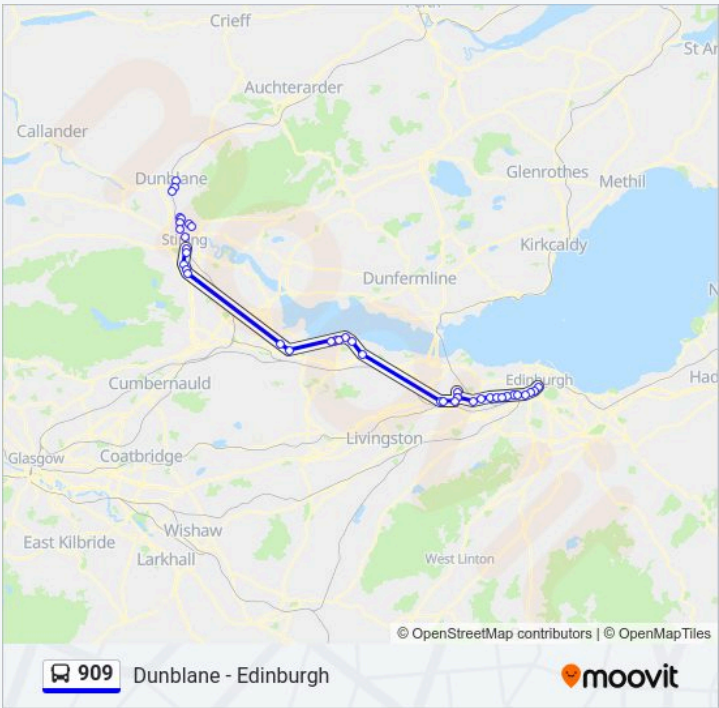 Crieff
St Ar
Auchterarder
Callander
Dunblane
Glenrothes
Methil
Stirling
Kirkcaldy
Dunfermline
N
Cumbernauld
Edinburgh
Had
Livingston
Glasgow
Coatbridge
Wishaw
East Kilbride
Larkhall
West Linton
© OpenStreetMap contributors | © OpenMapTiles
909 Dunblane - Edinburgh
moovit